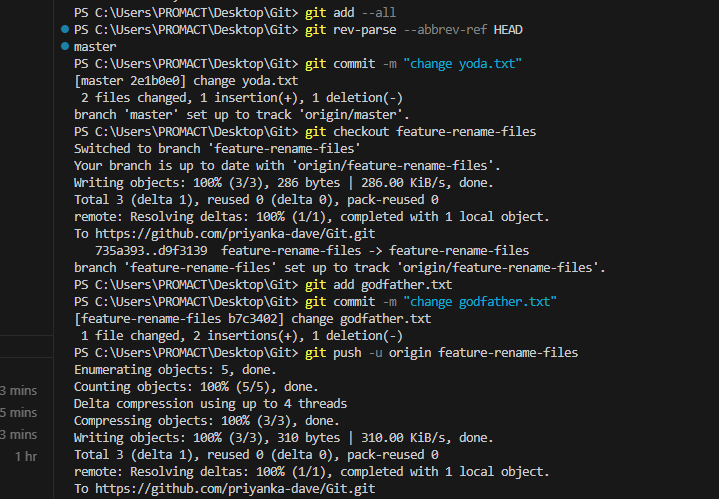 PS C:\Users\PROMACT\Desktop\Git> git add --all
PS C:\Users\PROMACT\Desktop\Git> git rev-parse --abbrev-ref HEAD
master
PS C:\Users\PROMACT\Desktop\Git> git commit -m "change yoda.txt"
[master 2e1b0e0] change yoda.txt
 2 files changed, 1 insertion(+), 1 deletion(-)
branch 'master' set up to track 'origin/master'.
PS C:\Users\PROMACT\Desktop\Git> git checkout feature-rename-files
Switched to branch 'feature-rename-files'
Your branch is up to date with 'origin/feature-rename-files'.
Writing objects: 100% (3/3), 286 bytes | 286.00 KiB/s, done.
Total 3 (delta 1), reused 0 (delta 0), pack-reused 0
remote: Resolving deltas: 100% (1/1), completed with 1 local object.
To https://github.com/priyanka-dave/Git.git
   735a393..d9f3139  feature-rename-files -> feature-rename-files
branch 'feature-rename-files' set up to track 'origin/feature-rename-files'.
PS C:\Users\PROMACT\Desktop\Git> git add godfather.txt
PS C:\Users\PROMACT\Desktop\Git> git commit -m "change godfather.txt"
[feature-rename-files b7c3402] change godfather.txt
 1 file changed, 2 insertions(+), 1 deletion(-)
PS C:\Users\PROMACT\Desktop\Git> git push -u origin feature-rename-files
Enumerating objects: 5, done.
Counting objects: 100% (5/5), done.
Delta compression using up to 4 threads
Compressing objects: 100% (3/3), done.
Writing objects: 100% (3/3), 310 bytes | 310.00 KiB/s, done.
Total 3 (delta 1), reused 0 (delta 0), pack-reused 0
remote: Resolving deltas: 100% (1/1), completed with 1 local object.
To https://github.com/priyanka-dave/Git.git
3 mins
5 mins
3 mins
1 hr